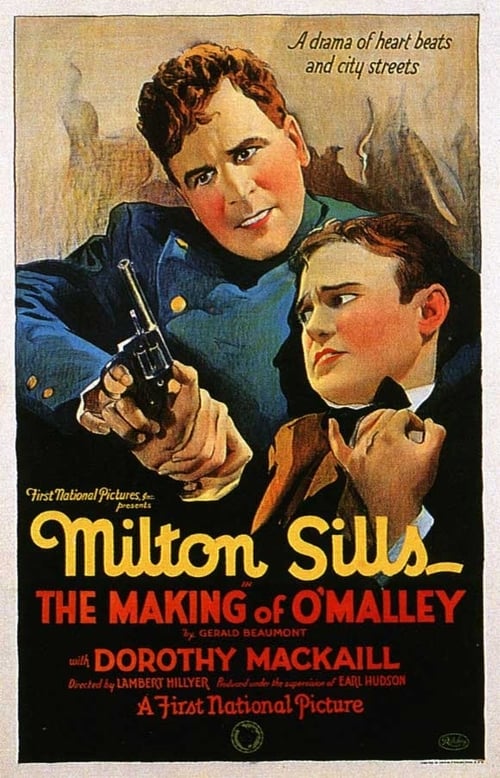 A drama of heart beats
and city streets
First National Pictures, Inc.
presents
Milton Sills
IN
THE MAKING of O'MALLEY
by GERALD BEAUMONT
with DOROTHY MACKAILL
Directed by LAMBERT HILLYER Produced under the supervision of EARL HUDSON
A First National Picture